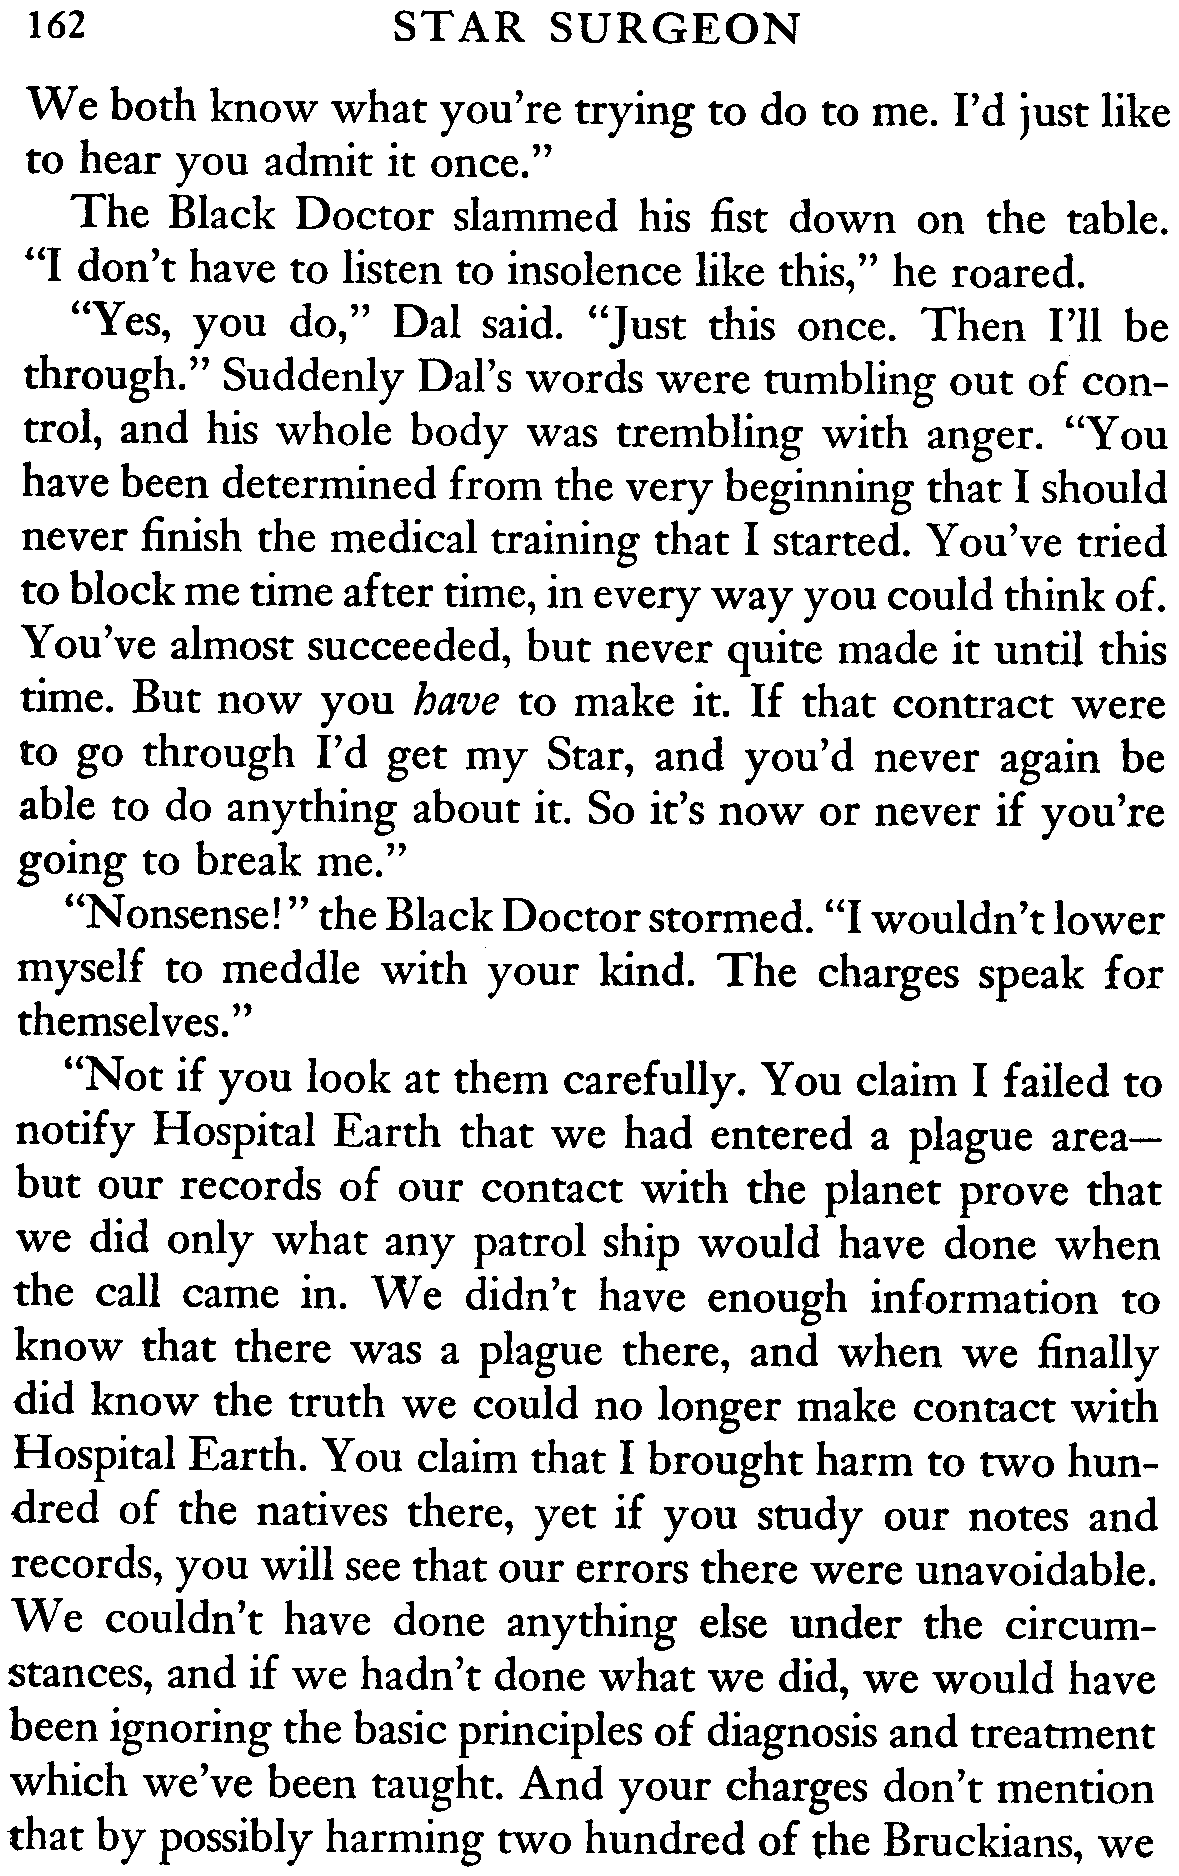 162 STAR SURGEON
We both know what you're trying to do to me. I'd just like
to hear you admit it once."
The Black Doctor slammed his fist down on the table.
"I don't have to listen to insolence like this," he roared.
"Yes, you do," Dal said. "Just this once. Then I'll be
through." Suddenly Dal's words were tumbling out of con-
trol, and his whole body was trembling with anger. "You
have been determined from the very beginning that I should
never finish the medical training that I started. You've tried
to block me time after time, in every way you could think of.
You've almost succeeded, but never quite made it until this
time. But now you have to make it. If that contract were
to go through I'd get my Star, and you'd never again be
able to do anything about it. So it's now or never if you're
going to break me."
"Nonsense!" the Black Doctor stormed. "I wouldn't lower
myself to meddle with your kind. The charges speak for
themselves."
"Not if you look at them carefully. You claim I failed to
notify Hospital Earth that we had entered a plague area—
but our records of our contact with the planet prove that
we did only what any patrol ship would have done when
the call came in. We didn't have enough information to
know that there was a plague there, and when we finally
did know the truth we could no longer make contact with
Hospital Earth. You claim that I brought harm to two hun-
dred of the natives there, yet if you study our notes and
records, you will see that our errors there were unavoidable.
We couldn't have done anything else under the circum-
stances, and if we hadn't done what we did, we would have
been ignoring the basic principles of diagnosis and treatment
which we've been taught. And your charges don't mention
that by possibly harming two hundred of the Bruckians, we